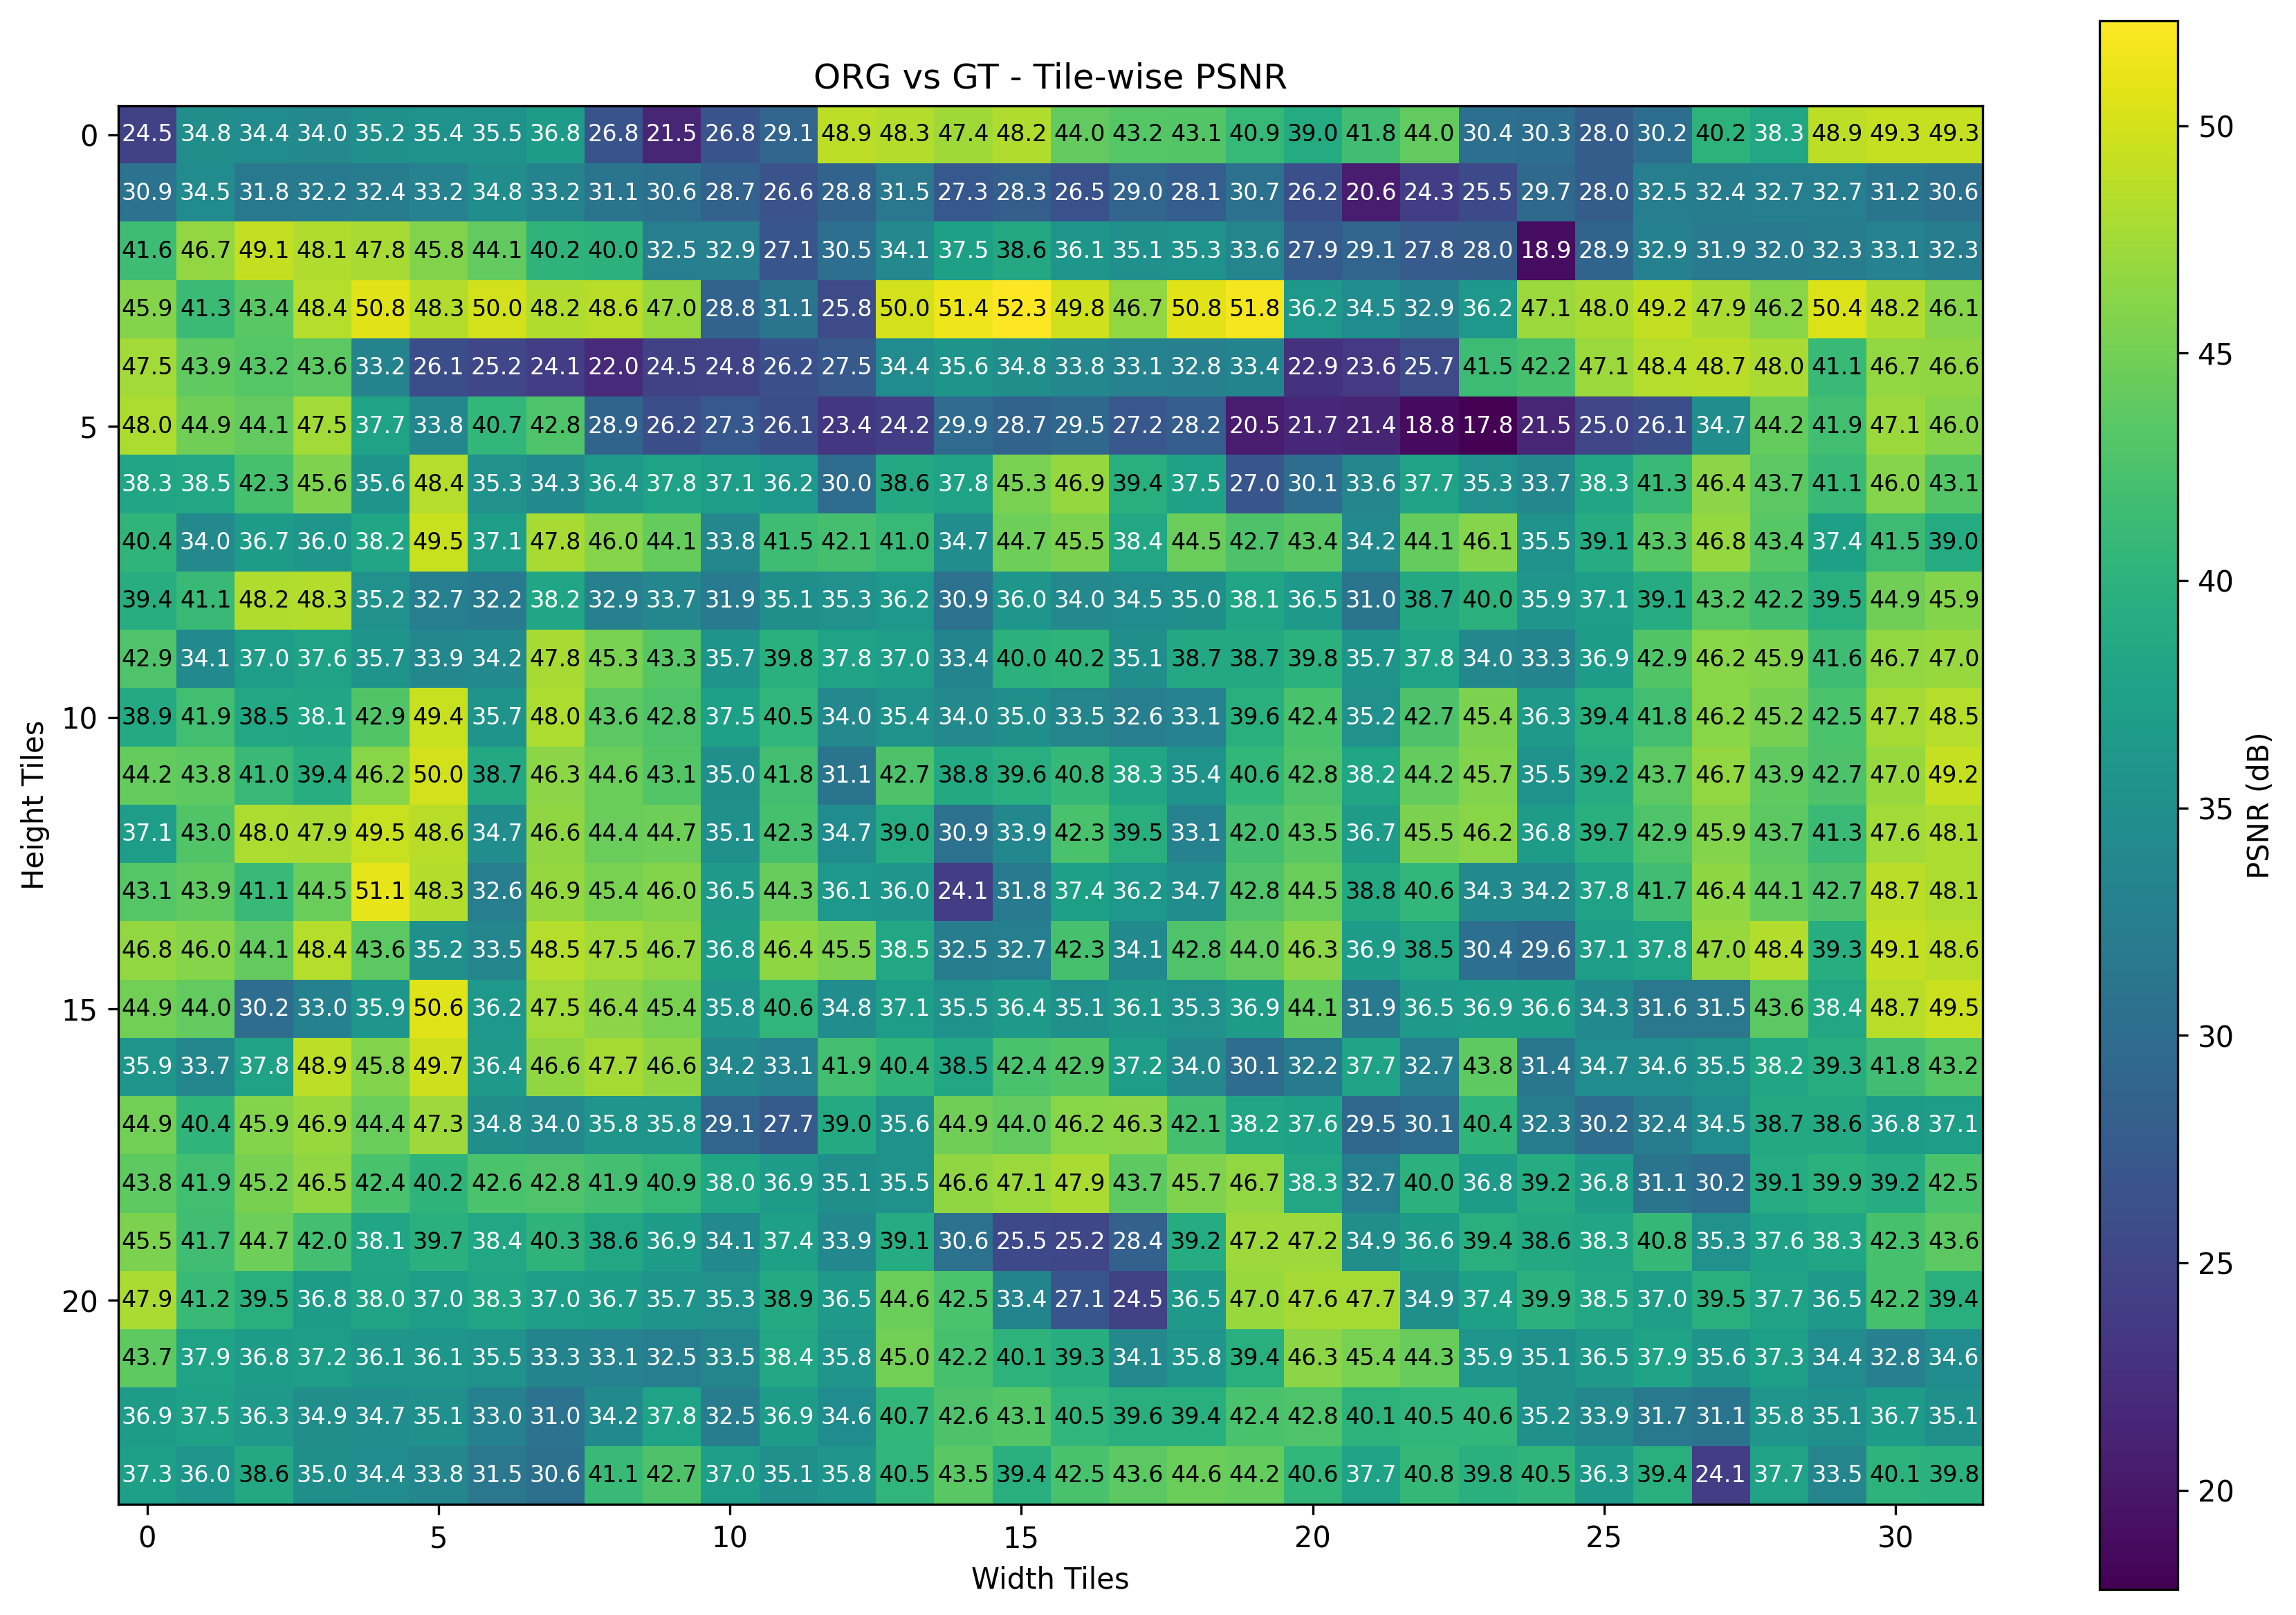 ORG vs GT - Tile-wise PSNR
0 24.5 34.8 34.4 34.0 35.2 35.4 35.5 36.8 26.8 21.5 26.8 29.1 48.9 48.3 47.4 48.2 44.0 43.2 43.1 40.9 39.0 41.8 44.0 30.4 30.3 28.0 30.2 40.2 38.3 48.9 49.3 49.3
30.9 34.5 31.8 32.2 32.4 33.2 34.8 33.2 31.1 30.6 28.7 26.6 28.8 31.5 27.3 28.3 26.5 29.0 28.1 30.7 26.2 20.6 24.3 25.5 29.7 28.0 32.5 32.4 32.7 32.7 31.2 30.6
41.6 46.7 49.1 48.1 47.8 45.8 44.1 40.2 40.0 32.5 32.9 27.1 30.5 34.1 37.5 38.6 36.1 35.1 35.3 33.6 27.9 29.1 27.8 28.0 18.9 28.9 32.9 31.9 32.0 32.3 33.1 32.3
45.9 41.3 43.4 48.4 50.8 48.3 50.0 48.2 48.6 47.0 28.8 31.1 25.8 50.0 51.4 52.3 49.8 46.7 50.8 51.8 36.2 34.5 32.9 36.2 47.1 48.0 49.2 47.9 46.2 50.4 48.2 46.1
47.5 43.9 43.2 43.6 33.2 26.1 25.2 24.1 22.0 24.5 24.8 26.2 27.5 34.4 35.6 34.8 33.8 33.1 32.8 33.4 22.9 23.6 25.7 41.5 42.2 47.1 48.4 48.7 48.0 41.1 46.7 46.6
5 48.0 44.9 44.1 47.5 37.7 33.8 40.7 42.8 28.9 26.2 27.3 26.1 23.4 24.2 29.9 28.7 29.5 27.2 28.2 20.5 21.7 21.4 18.8 17.8 21.5 25.0 26.1 34.7 44.2 41.9 47.1 46.0
38.3 38.5 42.3 45.6 35.6 48.4 35.3 34.3 36.4 37.8 37.1 36.2 30.0 38.6 37.8 45.3 46.9 39.4 37.5 27.0 30.1 33.6 37.7 35.3 33.7 38.3 41.3 46.4 43.7 41.1 46.0 43.1
40.4 34.0 36.7 36.0 38.2 49.5 37.1 47.8 46.0 44.1 33.8 41.5 42.1 41.0 34.7 44.7 45.5 38.4 44.5 42.7 43.4 34.2 44.1 46.1 35.5 39.1 43.3 46.8 43.4 37.4 41.5 39.0
39.4 41.1 48.2 48.3 35.2 32.7 32.2 38.2 32.9 33.7 31.9 35.1 35.3 36.2 30.9 36.0 34.0 34.5 35.0 38.1 36.5 31.0 38.7 40.0 35.9 37.1 39.1 43.2 42.2 39.5 44.9 45.9
42.9 34.1 37.0 37.6 35.7 33.9 34.2 47.8 45.3 43.3 35.7 39.8 37.8 37.0 33.4 40.0 40.2 35.1 38.7 38.7 39.8 35.7 37.8 34.0 33.3 36.9 42.9 46.2 45.9 41.6 46.7 47.0
10 38.9 41.9 38.5 38.1 42.9 49.4 35.7 48.0 43.6 42.8 37.5 40.5 34.0 35.4 34.0 35.0 33.5 32.6 33.1 39.6 42.4 35.2 42.7 45.4 36.3 39.4 41.8 46.2 45.2 42.5 47.7 48.5
44.2 43.8 41.0 39.4 46.2 50.0 38.7 46.3 44.6 43.1 35.0 41.8 31.1 42.7 38.8 39.6 40.8 38.3 35.4 40.6 42.8 38.2 44.2 45.7 35.5 39.2 43.7 46.7 43.9 42.7 47.0 49.2
37.1 43.0 48.0 47.9 49.5 48.6 34.7 46.6 44.4 44.7 35.1 42.3 34.7 39.0 30.9 33.9 42.3 39.5 33.1 42.0 43.5 36.7 45.5 46.2 36.8 39.7 42.9 45.9 43.7 41.3 47.6 48.1
43.1 43.9 41.1 44.5 51.1 48.3 32.6 46.9 45.4 46.0 36.5 44.3 36.1 36.0 24.1 31.8 37.4 36.2 34.7 42.8 44.5 38.8 40.6 34.3 34.2 37.8 41.7 46.4 44.1 42.7 48.7 48.1
46.8 46.0 44.1 48.4 43.6 35.2 33.5 48.5 47.5 46.7 36.8 46.4 45.5 38.5 32.5 32.7 42.3 34.1 42.8 44.0 46.3 36.9 38.5 30.4 29.6 37.1 37.8 47.0 48.4 39.3 49.1 48.6
15 44.9 44.0 30.2 33.0 35.9 50.6 36.2 47.5 46.4 45.4 35.8 40.6 34.8 37.1 35.5 36.4 35.1 36.1 35.3 36.9 44.1 31.9 36.5 36.9 36.6 34.3 31.6 31.5 43.6 38.4 48.7 49.5
35.9 33.7 37.8 48.9 45.8 49.7 36.4 46.6 47.7 46.6 34.2 33.1 41.9 40.4 38.5 42.4 42.9 37.2 34.0 30.1 32.2 37.7 32.7 43.8 31.4 34.7 34.6 35.5 38.2 39.3 41.8 43.2
44.9 40.4 45.9 46.9 44.4 47.3 34.8 34.0 35.8 35.8 29.1 27.7 39.0 35.6 44.9 44.0 46.2 46.3 42.1 38.2 37.6 29.5 30.1 40.4 32.3 30.2 32.4 34.5 38.7 38.6 36.8 37.1
43.8 41.9 45.2 46.5 42.4 40.2 42.6 42.8 41.9 40.9 38.0 36.9 35.1 35.5 46.6 47.1 47.9 43.7 45.7 46.7 38.3 32.7 40.0 36.8 39.2 36.8 31.1 30.2 39.1 39.9 39.2 42.5
45.5 41.7 44.7 42.0 38.1 39.7 38.4 40.3 38.6 36.9 34.1 37.4 33.9 39.1 30.6 25.5 25.2 28.4 39.2 47.2 47.2 34.9 36.6 39.4 38.6 38.3 40.8 35.3 37.6 38.3 42.3 43.6
20 47.9 41.2 39.5 36.8 38.0 37.0 38.3 37.0 36.7 35.7 35.3 38.9 36.5 44.6 42.5 33.4 27.1 24.5 36.5 47.0 47.6 47.7 34.9 37.4 39.9 38.5 37.0 39.5 37.7 36.5 42.2 39.4
43.7 37.9 36.8 37.2 36.1 36.1 35.5 33.3 33.1 32.5 33.5 38.4 35.8 45.0 42.2 40.1 39.3 34.1 35.8 39.4 46.3 45.4 44.3 35.9 35.1 36.5 37.9 35.6 37.3 34.4 32.8 34.6
36.9 37.5 36.3 34.9 34.7 35.1 33.0 31.0 34.2 37.8 32.5 36.9 34.6 40.7 42.6 43.1 40.5 39.6 39.4 42.4 42.8 40.1 40.5 40.6 35.2 33.9 31.7 31.1 35.8 35.1 36.7 35.1
37.3 36.0 38.6 35.0 34.4 33.8 31.5 30.6 41.1 42.7 37.0 35.1 35.8 40.5 43.5 39.4 42.5 43.6 44.6 44.2 40.6 37.7 40.8 39.8 40.5 36.3 39.4 24.1 37.7 33.5 40.1 39.8
0 5 10 15 20 25 30
Width Tiles
Height Tiles
50
45
40
35
30
25
20
PSNR (dB)